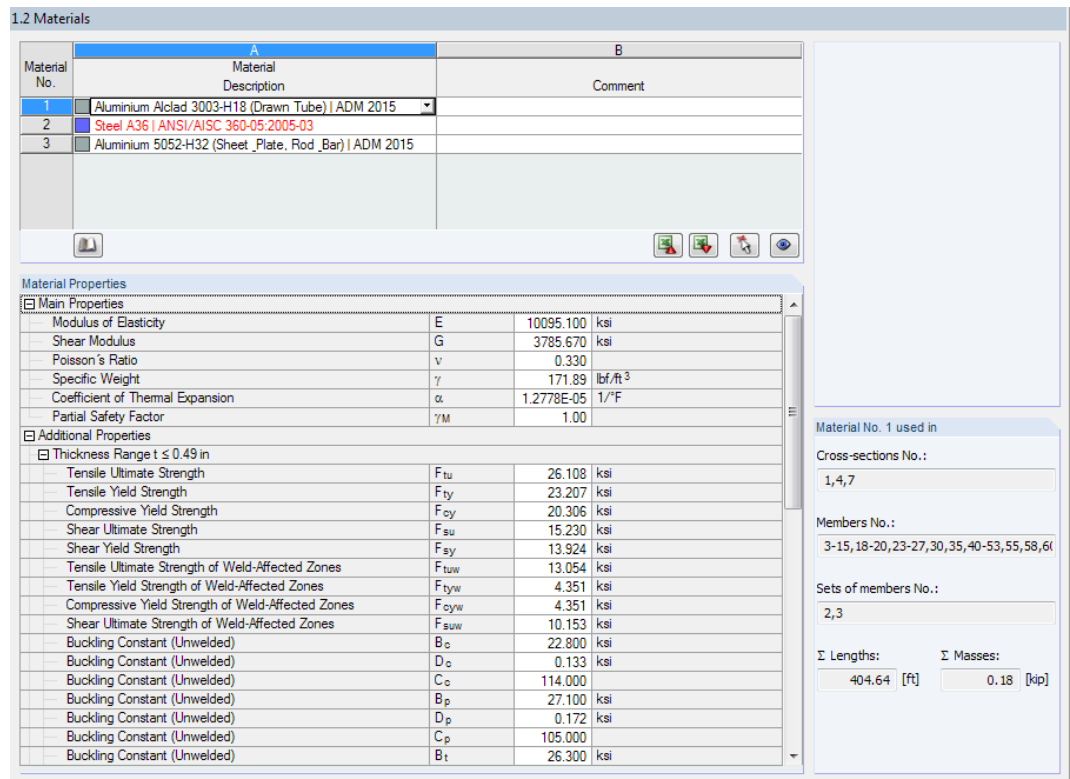 1.2 Materials
A B
Material Material
No. Description Comment
1 Aluminium Alclad 3003-H18 (Drawn Tube) | ADM 2015
2 Steel A36 | ANSI/AISC 360-05:2005-03
3 Aluminium 5052-H32 (Sheet _Plate, Rod _Bar) | ADM 2015
Material Properties
Main Properties
Modulus of Elasticity E 10095.100 ksi
Shear Modulus G 3785.670 ksi
Poisson´s Ratio ν 0.330
Specific Weight γ 171.89 lbf/ft 3
Coefficient of Thermal Expansion α 1.2778E-05 1/°F
Partial Safety Factor γM 1.00
Additional Properties
Thickness Range t ≤ 0.49 in
Tensile Ultimate Strength Ftu 26.108 ksi
Tensile Yield Strength Fty 23.207 ksi
Compressive Yield Strength Fcy 20.306 ksi
Shear Ultimate Strength Fsu 15.230 ksi
Shear Yield Strength Fsy 13.924 ksi
Tensile Ultimate Strength of Weld-Affected Zones Ftuw 13.054 ksi
Tensile Yield Strength of Weld-Affected Zones Ftyw 4.351 ksi
Compressive Yield Strength of Weld-Affected Zones Fcyw 4.351 ksi
Shear Ultimate Strength of Weld-Affected Zones Fsuw 10.153 ksi
Buckling Constant (Unwelded) Bc 22.800 ksi
Buckling Constant (Unwelded) Dc 0.133 ksi
Buckling Constant (Unwelded) Cc 114.000
Buckling Constant (Unwelded) Bp 27.100 ksi
Buckling Constant (Unwelded) Dp 0.172 ksi
Buckling Constant (Unwelded) Cp 105.000
Buckling Constant (Unwelded) Bt 26.300 ksi
Material No. 1 used in
Cross-sections No.:
1,4,7
Members No.:
3-15,18-20,23-27,30,35,40-53,55,58,6
Sets of members No.:
2,3
Σ Lengths: Σ Masses:
404.64 [ft] 0.18 [kip]